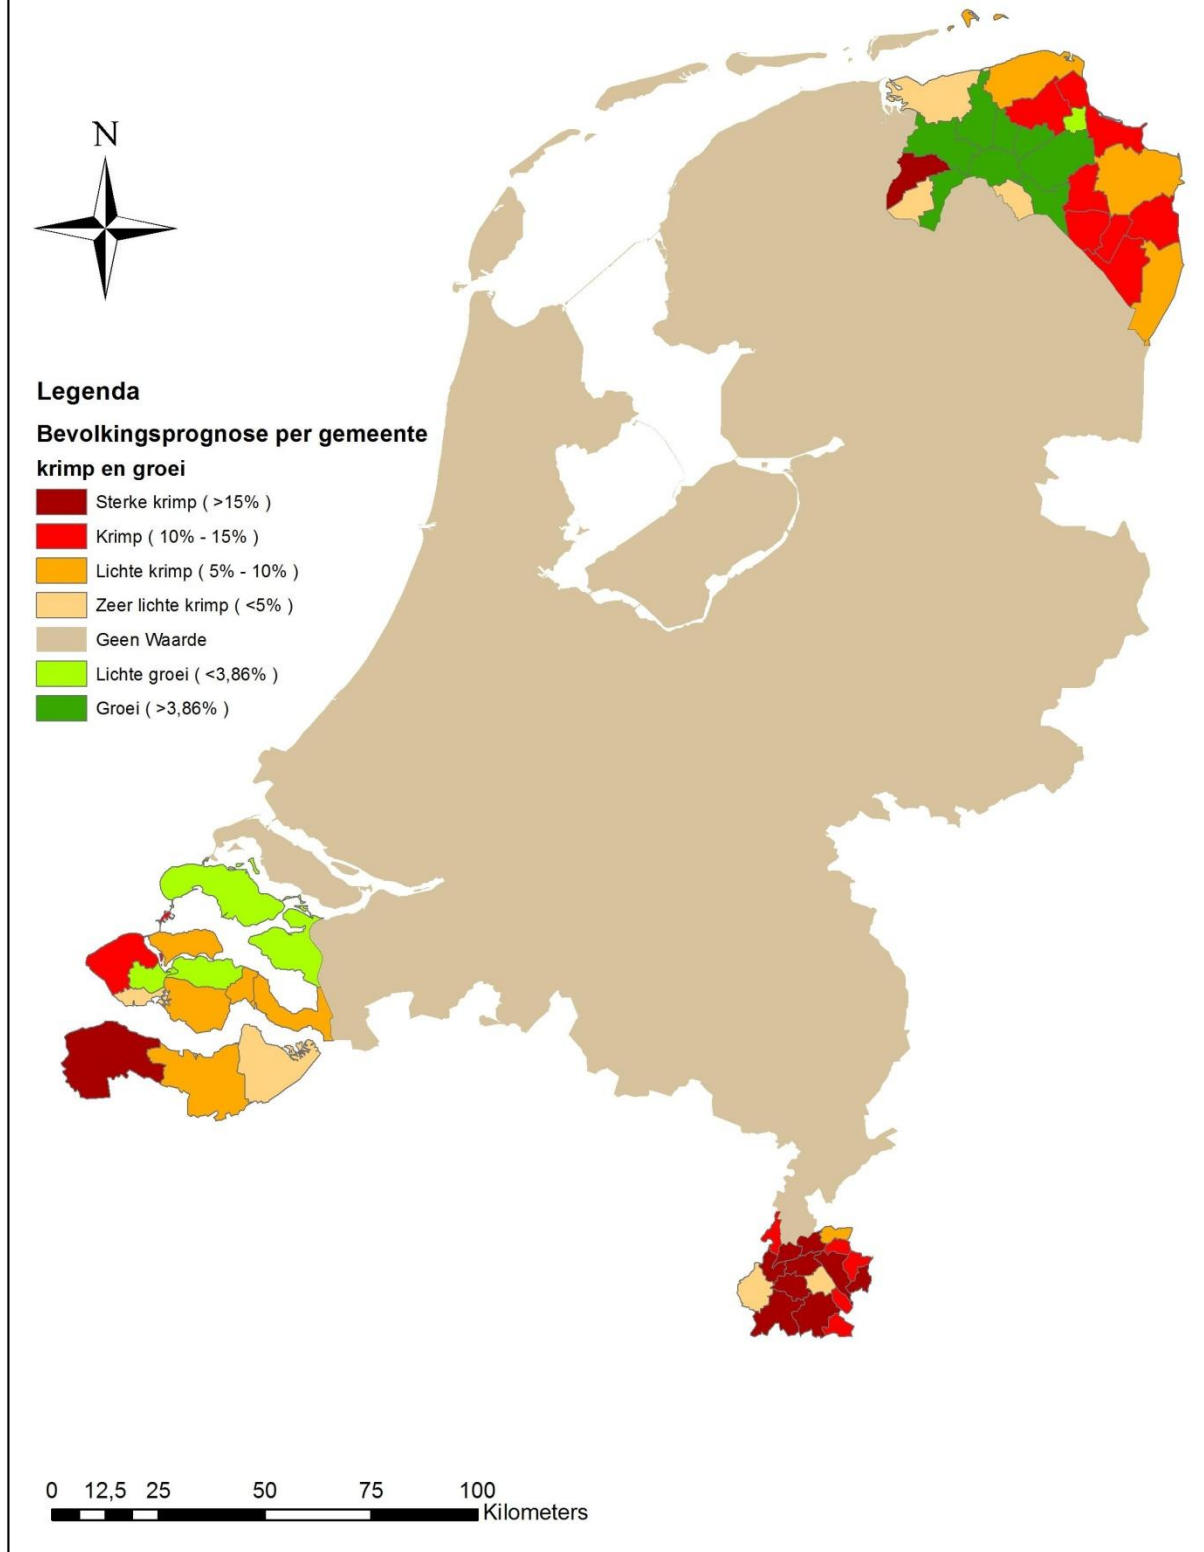 N
Legenda
Bevolkingsprognose per gemeente
krimp en groei
Sterke krimp ( >15% )
Krimp ( 10% - 15% )
Lichte krimp ( 5% - 10% )
Zeer lichte krimp ( <5% )
Geen Waarde
Lichte groei ( <3,86% )
Groei ( >3,86% )
0 12,5 25 50 75 100
Kilometers